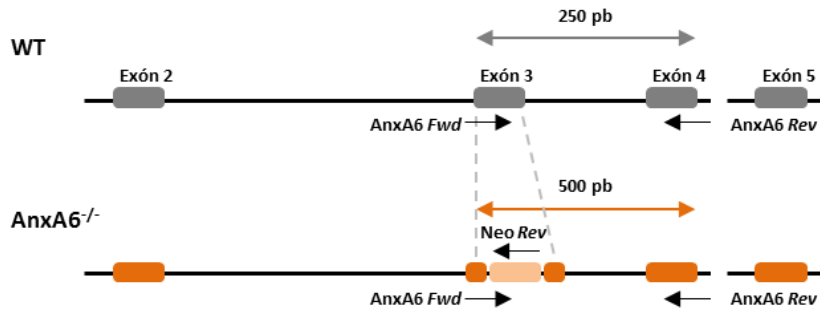 250 pb
WT
Exón 2
Exón 3
Exón 4
Exón 5
AnxA6 Fwd
AnxA6 Rev
500 pb
AnxA6-/-
Neo Rev
AnxA6 Fwd
AnxA6 Rev